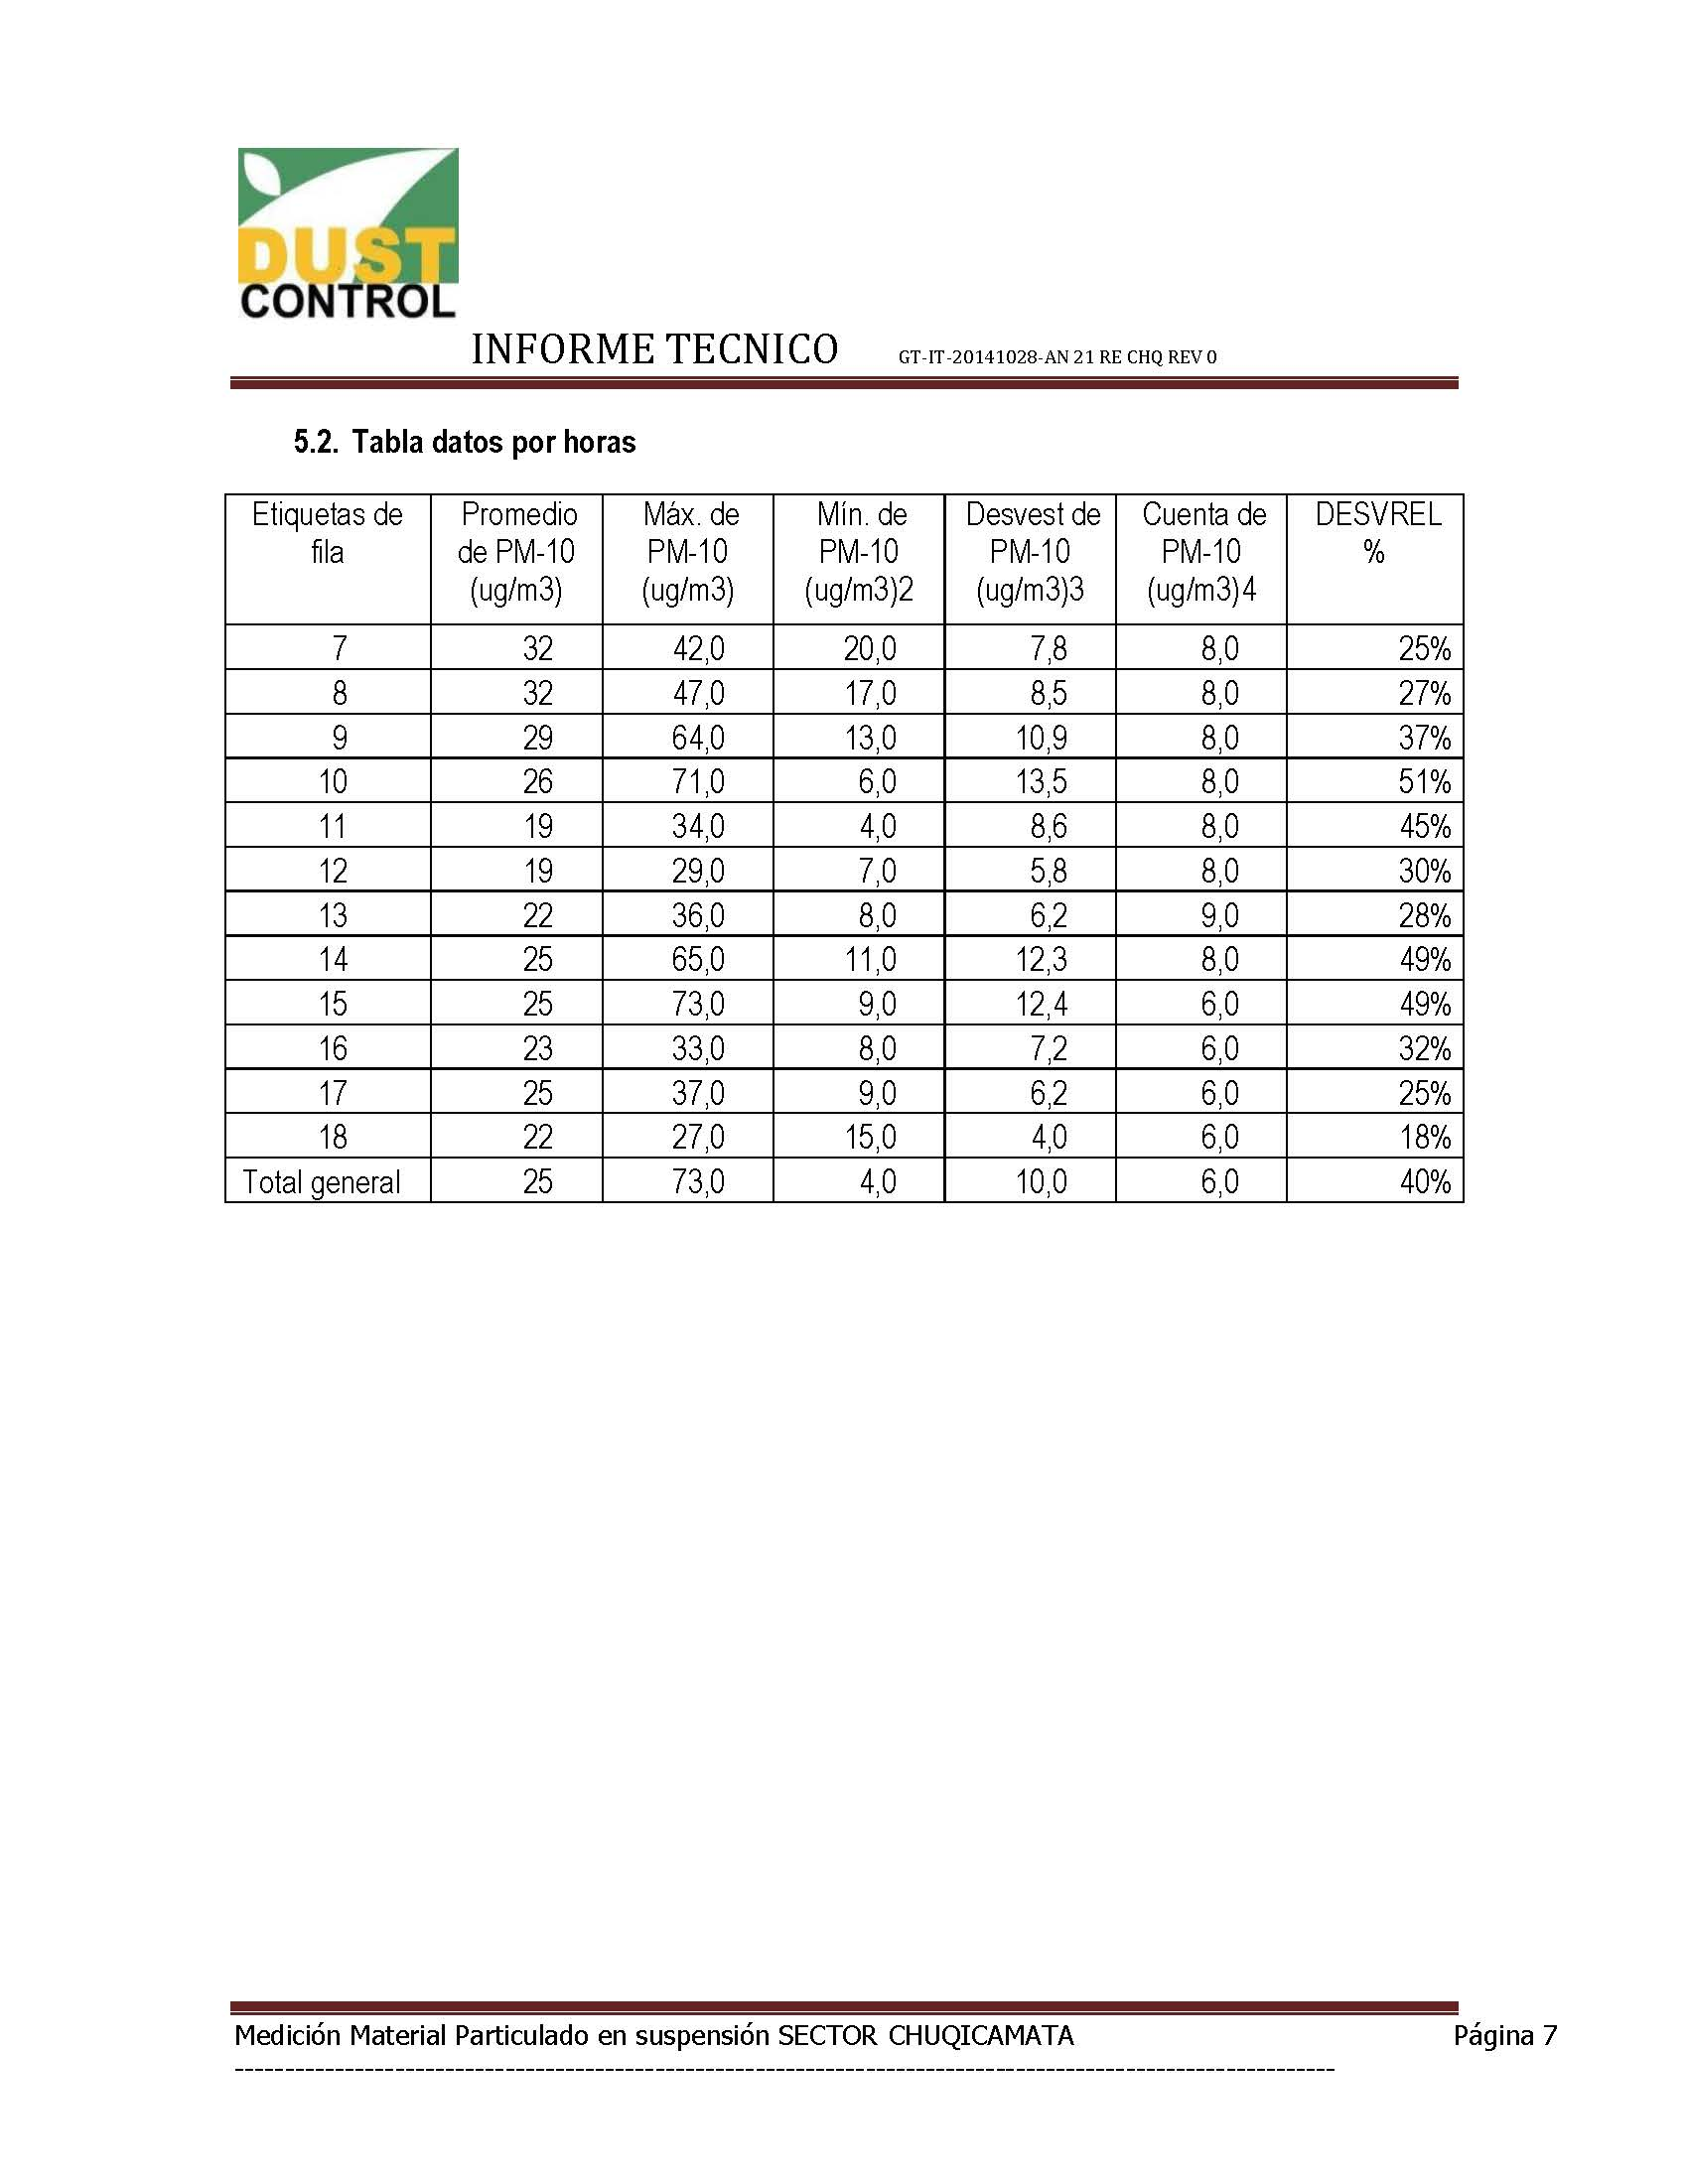 DUST
CONTROL
INFORME TECNICO GT-IT-20141028-AN 21 RE CHQ REV 0
5.2. Tabla datos por horas
Etiquetas de fila Promedio de PM-10 (ug/m3) Máx. de PM-10 (ug/m3) Mín. de PM-10 (ug/m3)2 Desvest de PM-10 (ug/m3)3 Cuenta de PM-10 (ug/m3)4 DESVREL %
7 32 42,0 20,0 7,8 8,0 25%
8 32 47,0 17,0 8,5 8,0 27%
9 29 64,0 13,0 10,9 8,0 37%
10 26 71,0 6,0 13,5 8,0 51%
11 19 34,0 4,0 8,6 8,0 45%
12 19 29,0 7,0 5,8 8,0 30%
13 22 36,0 8,0 6,2 9,0 28%
14 25 65,0 11,0 12,3 8,0 49%
15 25 73,0 9,0 12,4 6,0 49%
16 23 33,0 8,0 7,2 6,0 32%
17 25 37,0 9,0 6,2 6,0 25%
18 22 27,0 15,0 4,0 6,0 18%
Total general 25 73,0 4,0 10,0 6,0 40%
Medición Material Particulado en suspensión SECTOR CHUQICAMATA Página 7